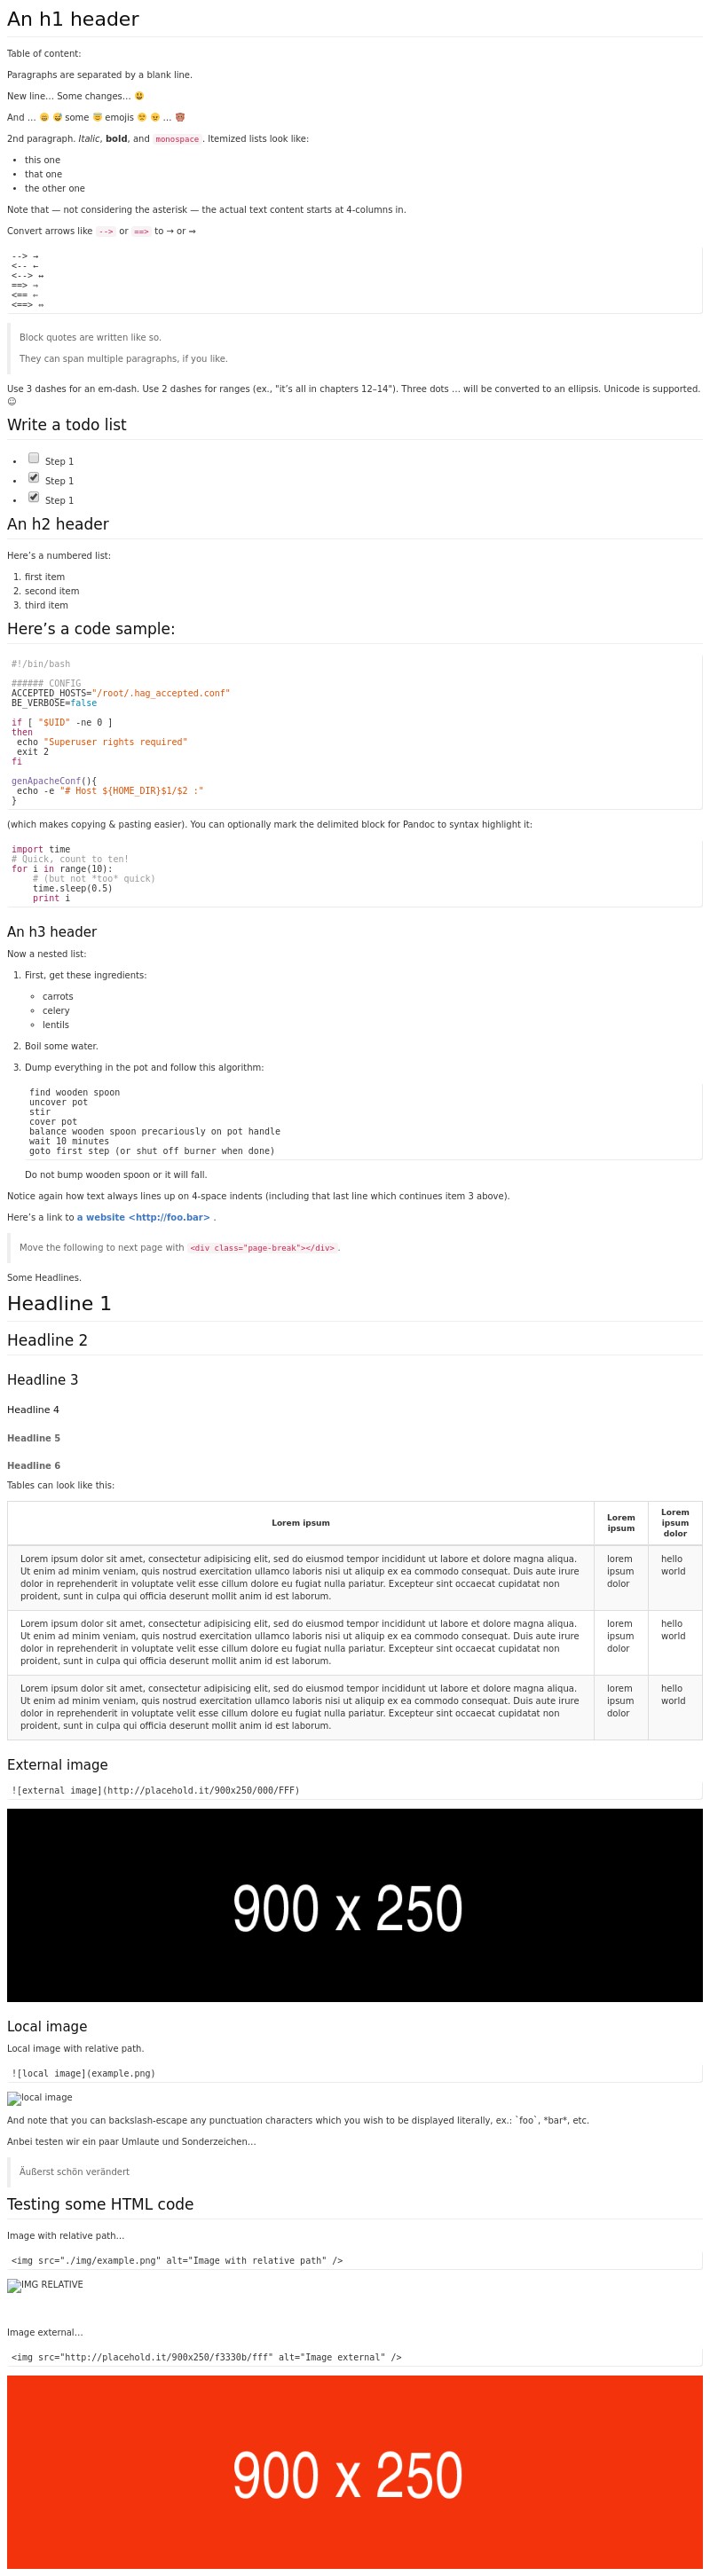 An h1 header
Table of content:
Paragraphs are separated by a blank line.
New line… Some changes… 😃
And … 😄 😅 some 😇 emojis 😍 😠 … 👹
2nd paragraph. Italic, bold, and monospace. Itemized lists look like:
• this one
• that one
• the other one
Note that — not considering the asterisk — the actual text content starts at 4-columns in.
Convert arrows like --> or ==> to → or ⇒
--> →
<-- ←
<--> ↔
==> ⇒
<== ⇐
<==> ⇔
Block quotes are written like so.
They can span multiple paragraphs, if you like.
Use 3 dashes for an em-dash. Use 2 dashes for ranges (ex., "it’s all in chapters 12–14"). Three dots … will be converted to an ellipsis. Unicode is supported.
☺
Write a todo list
• ☐ Step 1
• ☑ Step 1
• ☑ Step 1
An h2 header
Here’s a numbered list:
1. first item
2. second item
3. third item
Here’s a code sample:
#!/bin/bash
###### CONFIG
ACCEPTED_HOSTS="/root/.hag_accepted.conf"
BE_VERBOSE=false
if [ "$UID" -ne 0 ]
then
 echo "Superuser rights required"
 exit 2
fi
genApacheConf(){
 echo -e "# Host ${HOME_DIR}$1/$2 :"
}
(which makes copying & pasting easier). You can optionally mark the delimited block for Pandoc to syntax highlight it:
import time
# Quick, count to ten!
for i in range(10):
    # (but not *too* quick)
    time.sleep(0.5)
    print i
An h3 header
Now a nested list:
1. First, get these ingredients:
◦ carrots
◦ celery
◦ lentils
2. Boil some water.
3. Dump everything in the pot and follow this algorithm:
find wooden spoon
uncover pot
stir
cover pot
balance wooden spoon precariously on pot handle
wait 10 minutes
goto first step (or shut off burner when done)
Do not bump wooden spoon or it will fall.
Notice again how text always lines up on 4-space indents (including that last line which continues item 3 above).
Here’s a link to a website <http://foo.bar> .
Move the following to next page with <div class="page-break"></div>.
Some Headlines.
Headline 1
Headline 2
Headline 3
Headline 4
Headline 5
Headline 6
Tables can look like this:
Lorem ipsum
Lorem
ipsum
Lorem
ipsum
dolor
Lorem ipsum dolor sit amet, consectetur adipisicing elit, sed do eiusmod tempor incididunt ut labore et dolore magna aliqua.
Ut enim ad minim veniam, quis nostrud exercitation ullamco laboris nisi ut aliquip ex ea commodo consequat. Duis aute irure
dolor in reprehenderit in voluptate velit esse cillum dolore eu fugiat nulla pariatur. Excepteur sint occaecat cupidatat non
proident, sunt in culpa qui officia deserunt mollit anim id est laborum.
lorem
ipsum
dolor
hello
world
Lorem ipsum dolor sit amet, consectetur adipisicing elit, sed do eiusmod tempor incididunt ut labore et dolore magna aliqua.
Ut enim ad minim veniam, quis nostrud exercitation ullamco laboris nisi ut aliquip ex ea commodo consequat. Duis aute irure
dolor in reprehenderit in voluptate velit esse cillum dolore eu fugiat nulla pariatur. Excepteur sint occaecat cupidatat non
proident, sunt in culpa qui officia deserunt mollit anim id est laborum.
lorem
ipsum
dolor
hello
world
Lorem ipsum dolor sit amet, consectetur adipisicing elit, sed do eiusmod tempor incididunt ut labore et dolore magna aliqua.
Ut enim ad minim veniam, quis nostrud exercitation ullamco laboris nisi ut aliquip ex ea commodo consequat. Duis aute irure
dolor in reprehenderit in voluptate velit esse cillum dolore eu fugiat nulla pariatur. Excepteur sint occaecat cupidatat non
proident, sunt in culpa qui officia deserunt mollit anim id est laborum.
lorem
ipsum
dolor
hello
world
External image
![external image](http://placehold.it/900x250/000/FFF)
900 x 250
Local image
Local image with relative path.
![local image](example.png)
local image
And note that you can backslash-escape any punctuation characters which you wish to be displayed literally, ex.: `foo`, *bar*, etc.
Anbei testen wir ein paar Umlaute und Sonderzeichen…
Äußerst schön verändert
Testing some HTML code
Image with relative path…
<img src="./img/example.png" alt="Image with relative path" />
IMG RELATIVE
Image external…
<img src="http://placehold.it/900x250/f3330b/fff" alt="Image external" />
900 x 250